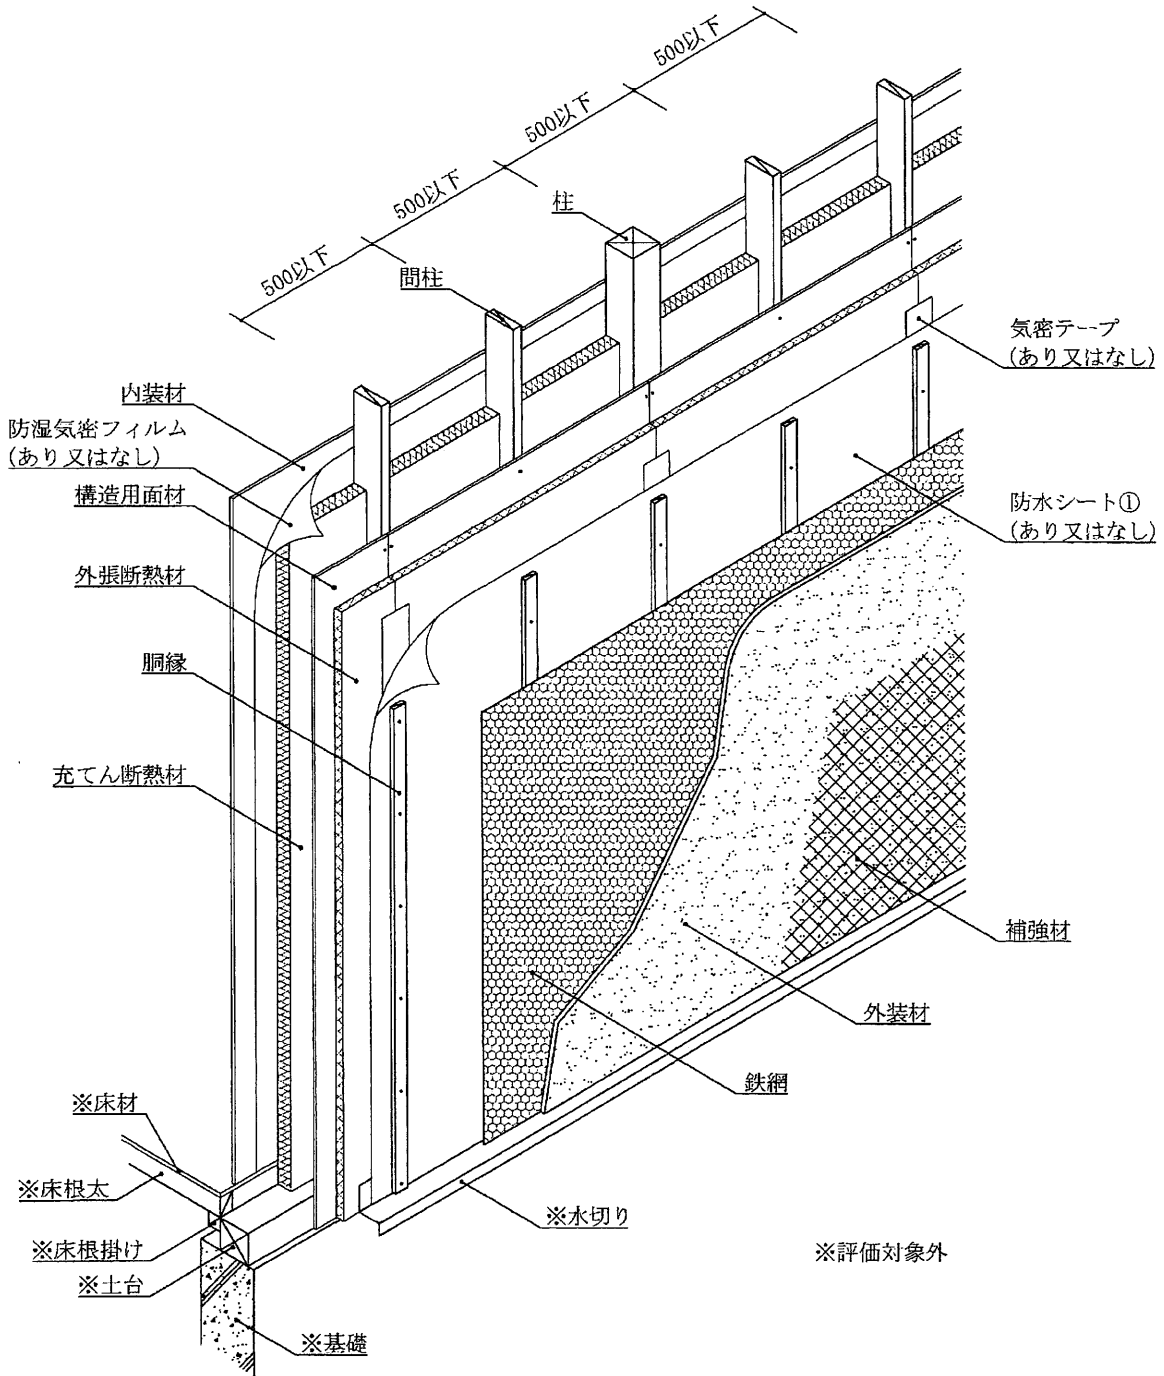 500以下
500以下
500以下
500以下
柱
間柱
気密テープ
(あり又はなし)
内装材
防湿気密フィルム
(あり又はなし)
構造用面材
防水シート①
(あり又はなし)
外張断熱材
胴縁
充てん断熱材
補強材
外装材
鉄網
※床材
※床根太
※水切り
※床根掛け
※評価対象外
※土台
※基礎